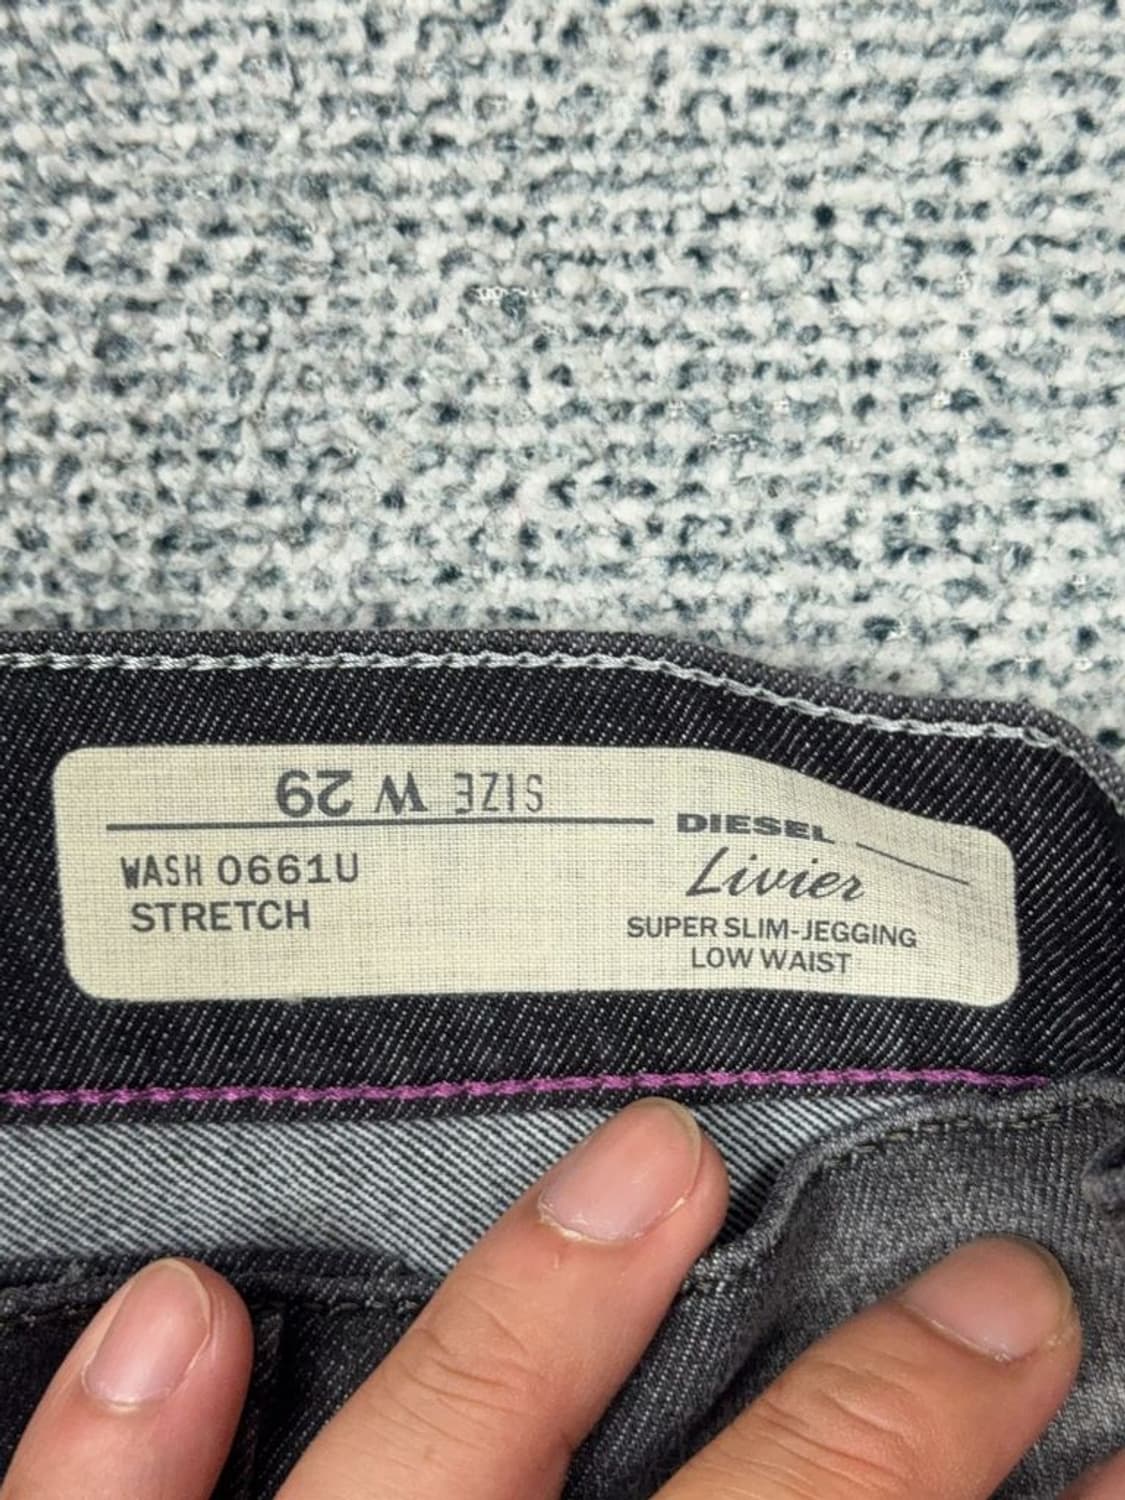 SIZE W 29
DIESEL
Livier
SUPER SLIM-JEGGING
LOW WAIST
WASH 0661U
STRETCH